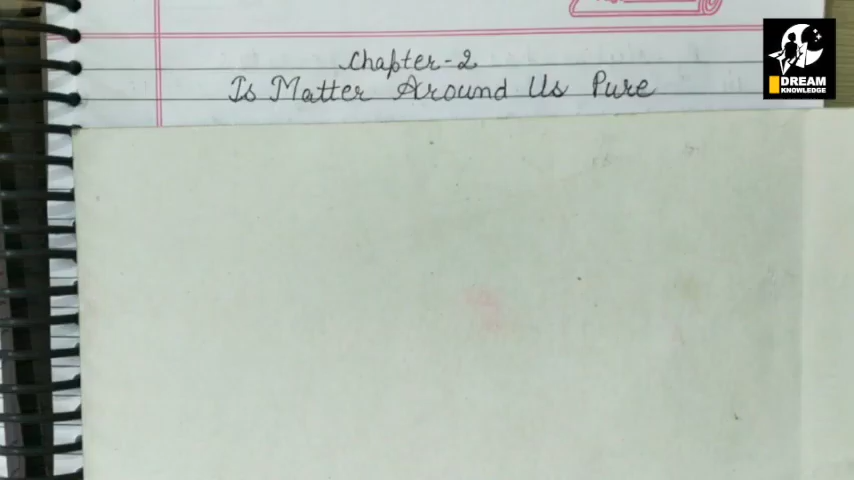 Chapter-2
Is Matter Around Us Pure
DREAM
KNOWLEDGE